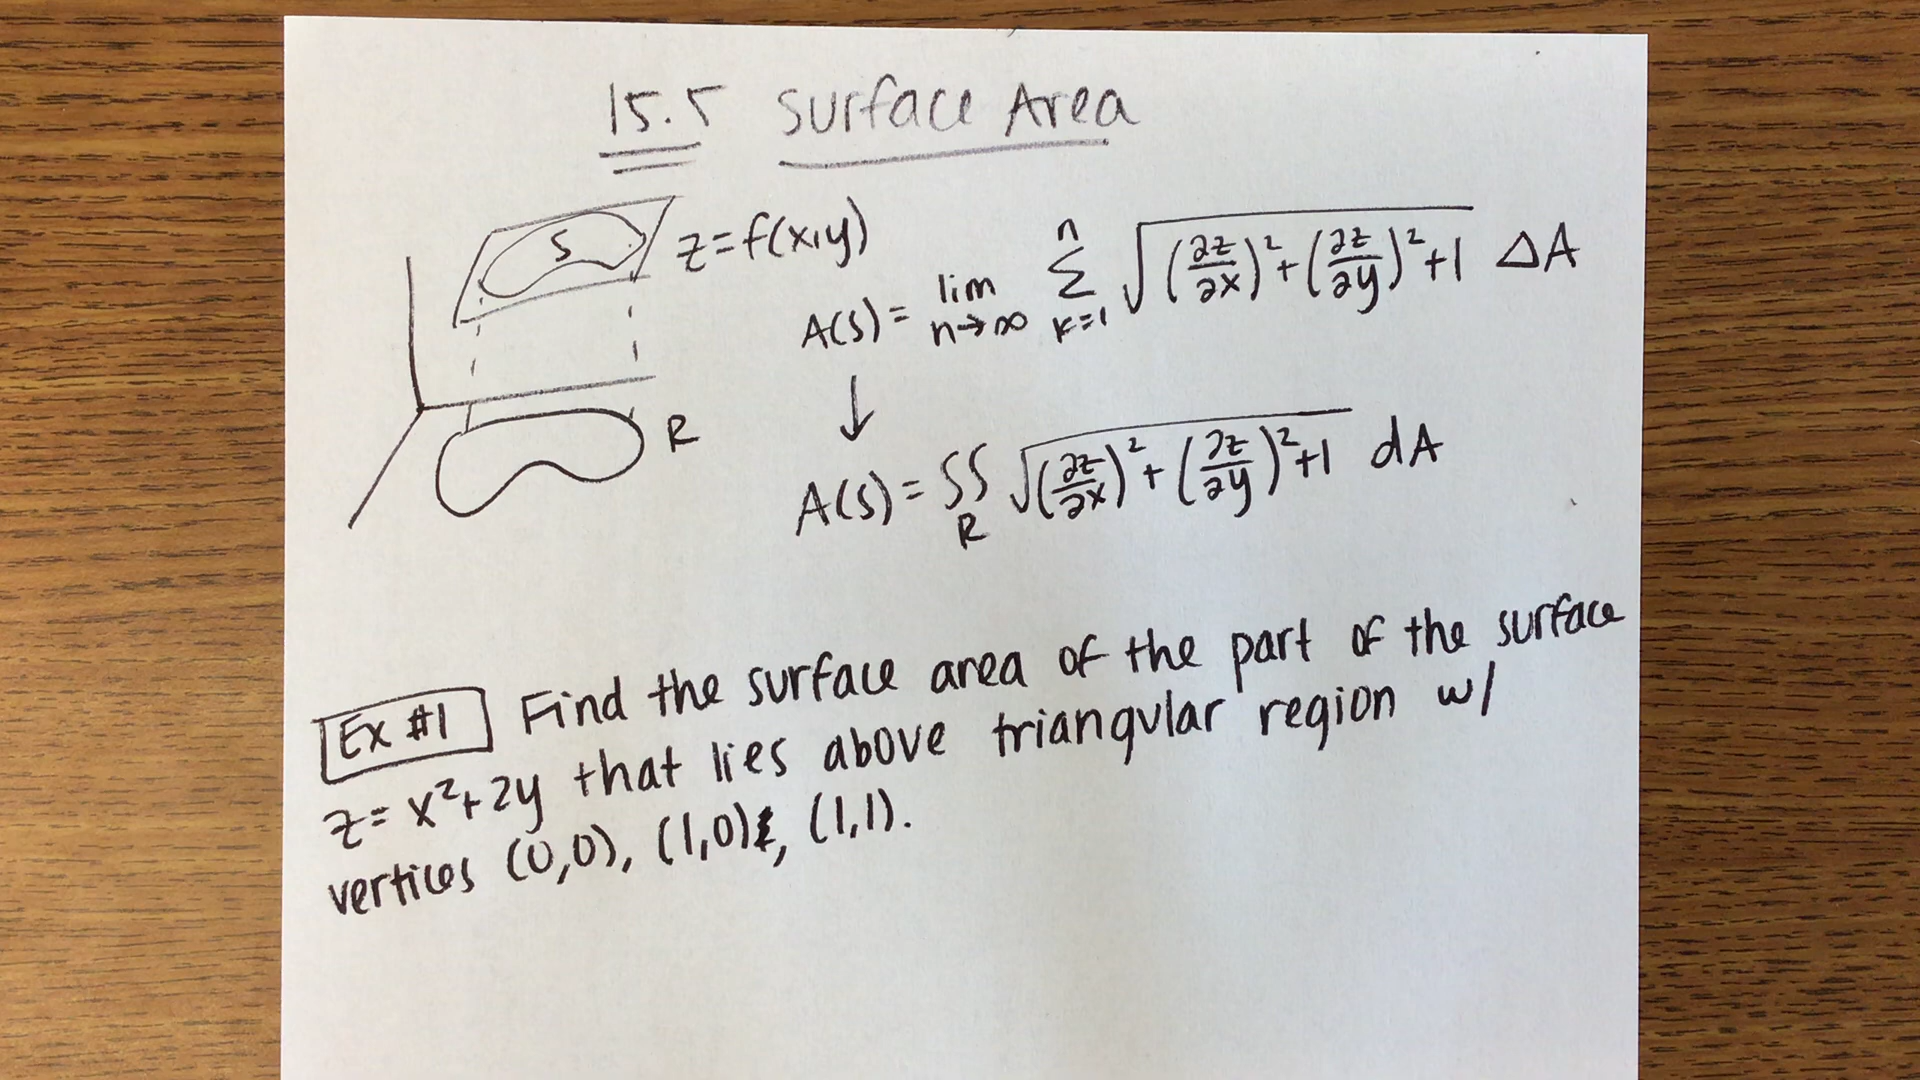 15.5 Surface Area
S
z=f(x,y)
A(S) = lim n→∞ n Σ k=1 √((∂z/∂x)²+(∂z/∂y)²+1) ΔA
R
↓
A(S) = SS R √((∂z/∂x)²+(∂z/∂y)²+1) dA
Ex #1 Find the surface area of the part of the surface
z=x²+2y that lies above triangular region w/
vertices (0,0), (1,0)&, (1,1).